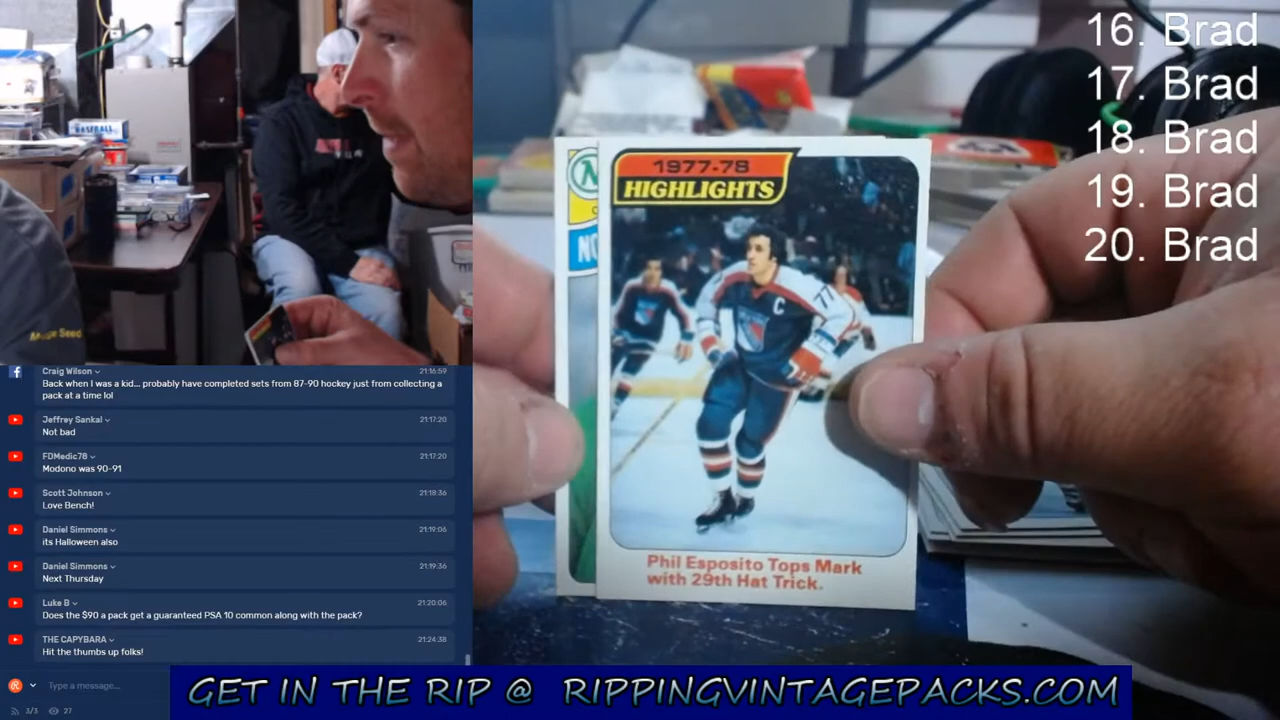 16. Brad
17. Brad
18. Brad
19. Brad
20. Brad
BASEBALL
1977-78
HIGHLIGHTS
C
77
Phil Esposito Tops Mark
with 29th Hat Trick.
Craig Wilson
21:16:59
Back when I was a kid... probably have completed sets from 87-90 hockey just from collecting a
pack at a time lol
Jeffrey Sankal
21:17:20
Not bad
FDMedic78
21:17:20
Modono was 90-91
Scott Johnson
21:18:36
Love Bench!
Daniel Simmons
21:19:06
its Halloween also
Daniel Simmons
21:19:36
Next Thursday
Luke B
21:20:06
Does the $90 a pack get a guaranteed PSA 10 common along with the pack?
THE CAPYBARA
21:24:38
Hit the thumbs up folks!
Type a message...
3/3
27
GET IN THE RIP @ RIPPINGVINTAGEPACKS.COM